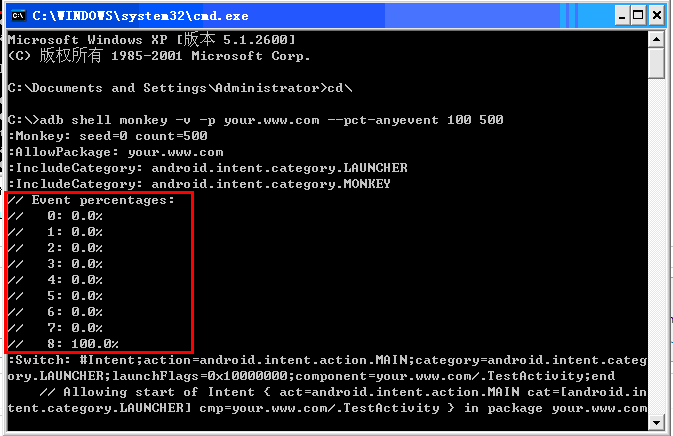 C:\WINDOWS\system32\cmd.exe
Microsoft Windows XP [版本 5.1.2600]
(C) 版权所有 1985-2001 Microsoft Corp.
C:\Documents and Settings\Administrator>cd\
C:\>adb shell monkey -v -p your.www.com --pct-anyevent 100 500
:Monkey: seed=0 count=500
:AllowPackage: your.www.com
:IncludeCategory: android.intent.category.LAUNCHER
:IncludeCategory: android.intent.category.MONKEY
// Event percentages:
//   0: 0.0%
//   1: 0.0%
//   2: 0.0%
//   3: 0.0%
//   4: 0.0%
//   5: 0.0%
//   6: 0.0%
//   7: 0.0%
//   8: 100.0%
:Switch: #Intent;action=android.intent.action.MAIN;category=android.intent.categ
ory.LAUNCHER;launchFlags=0x10000000;component=your.www.com/.TestActivity;end
    // Allowing start of Intent { act=android.intent.action.MAIN cat=[android.in
tent.category.LAUNCHER] cmp=your.www.com/.TestActivity } in package your.www.com